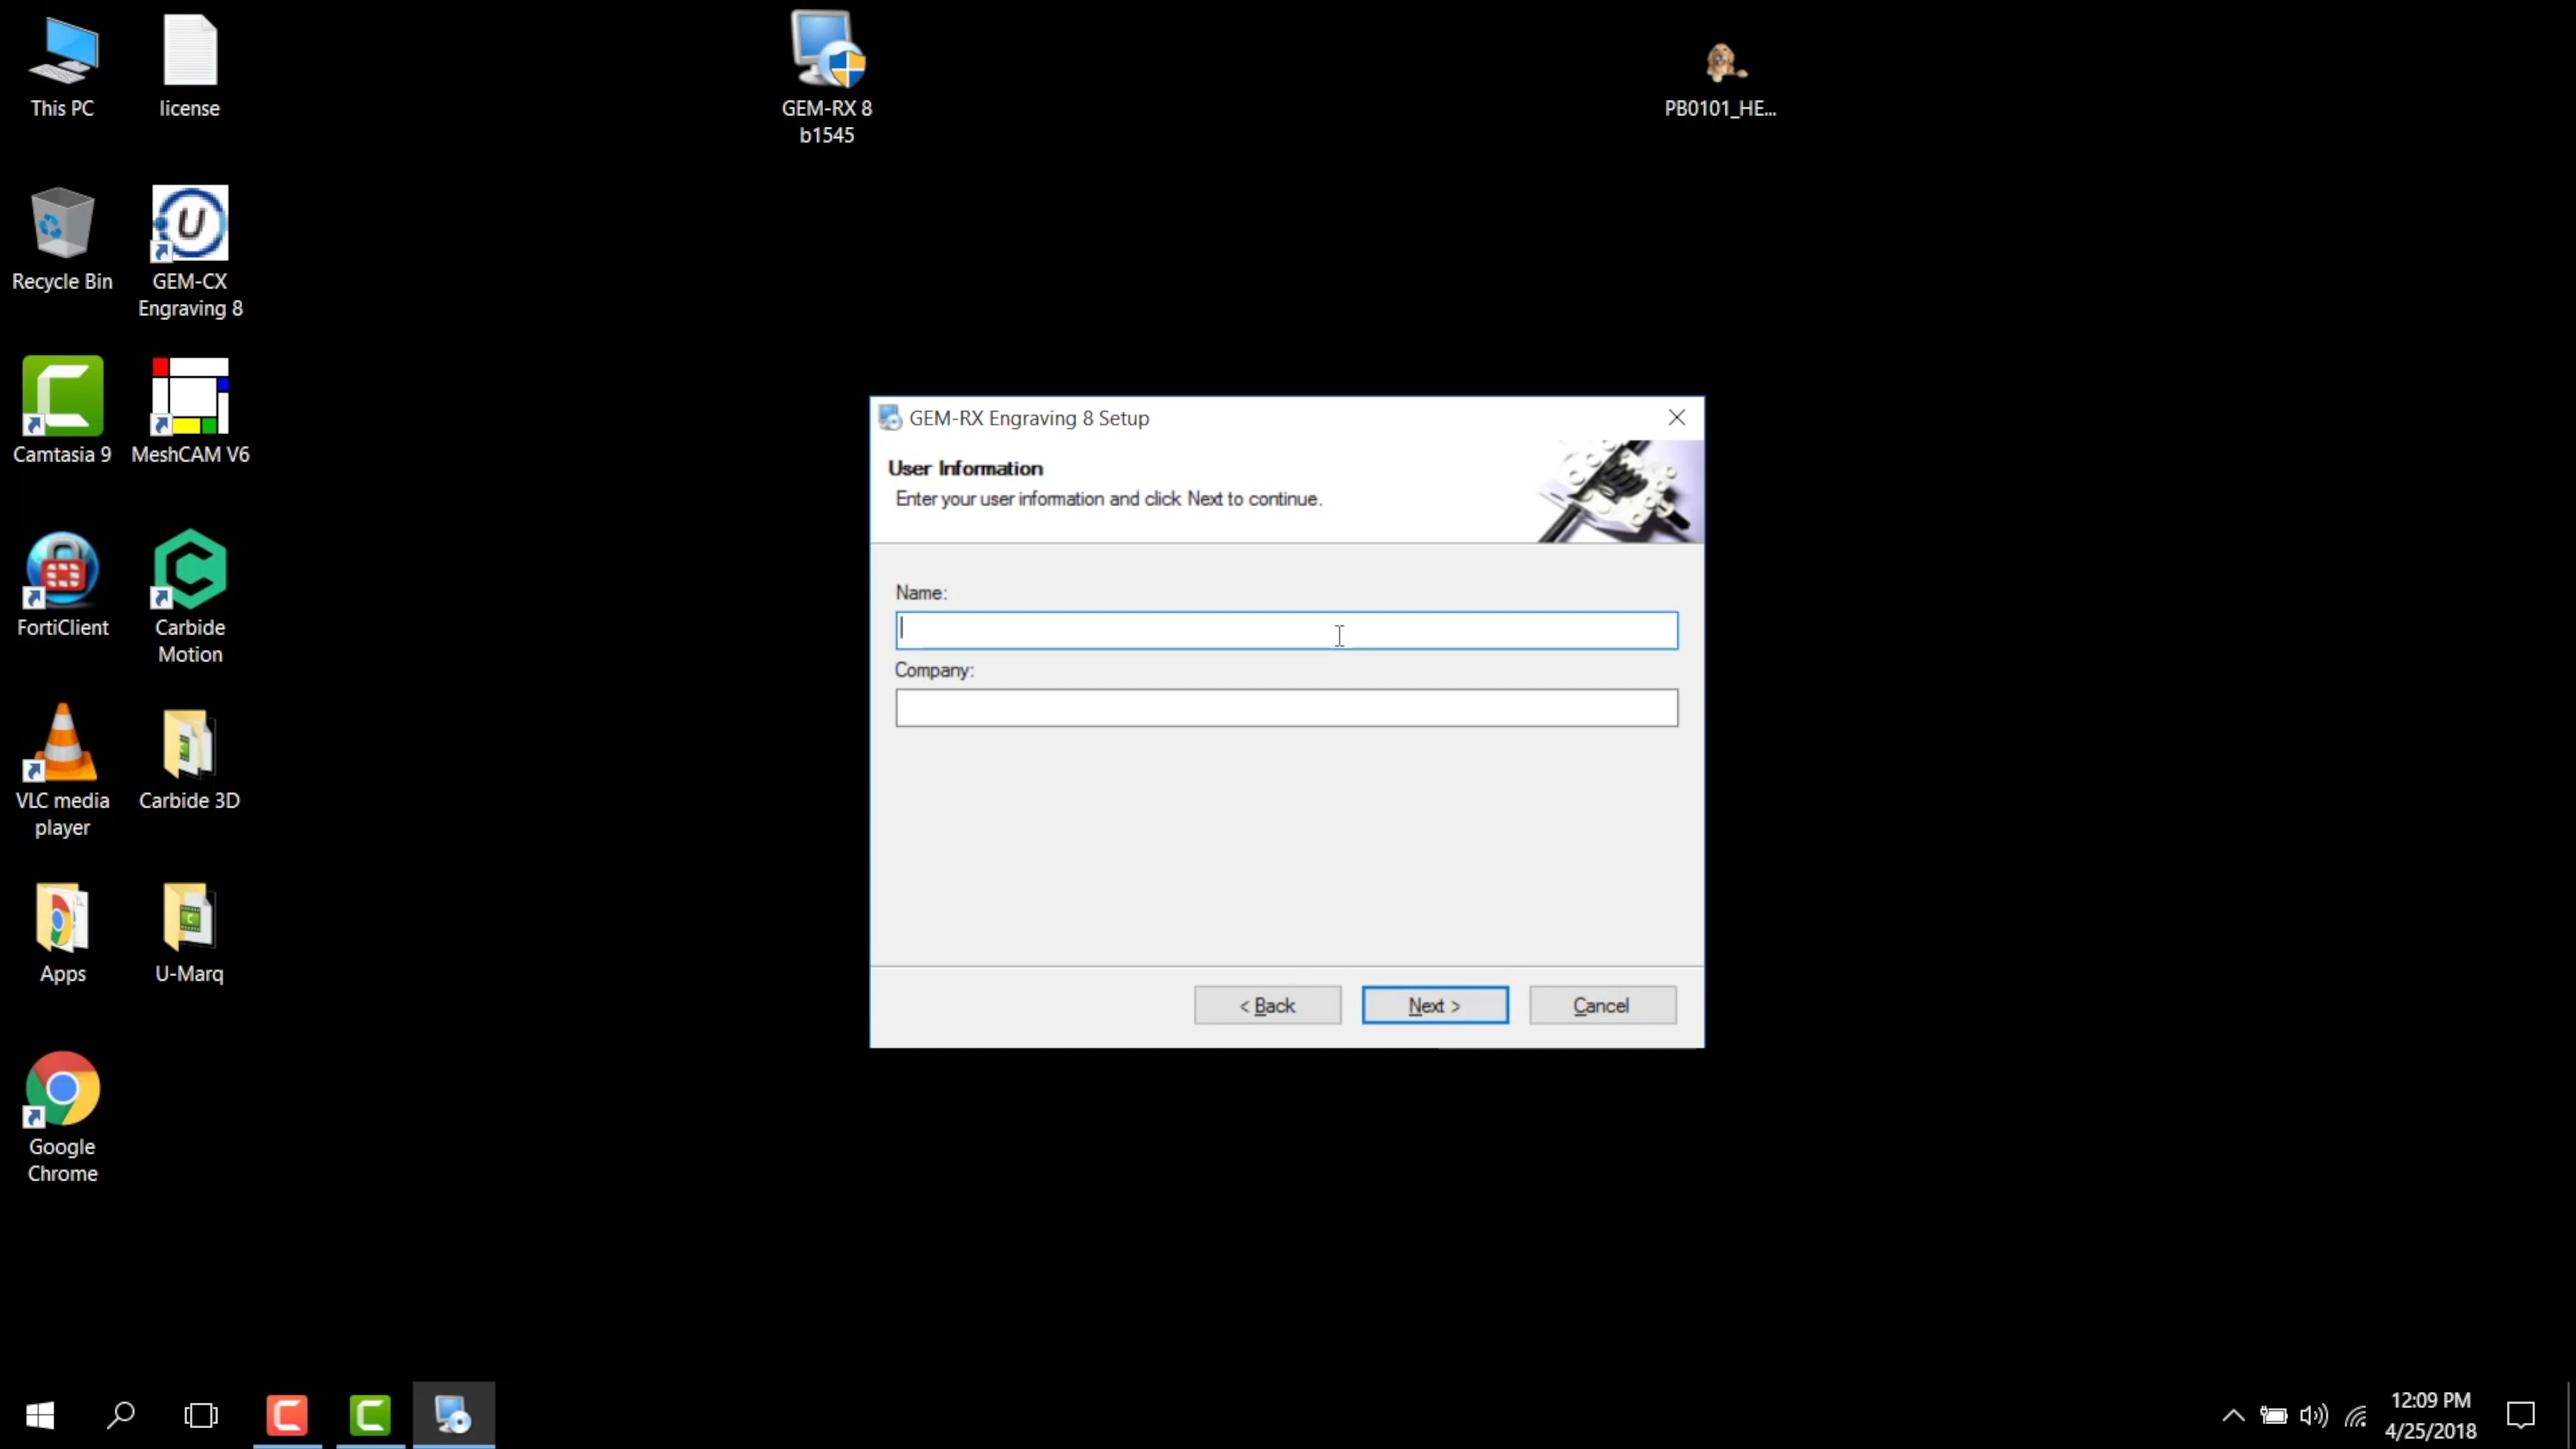 This PC
license
GEM-RX 8
b1545
PB0101_HE...
Recycle Bin
GEM-CX
Engraving 8
Camtasia 9
MeshCAM V6
FortiClient
Carbide
Motion
VLC media
player
Carbide 3D
Apps
U-Marq
Google
Chrome
GEM-RX Engraving 8 Setup
User Information
Enter your user information and click Next to continue.
Name:
Company:
< Back
Next >
Cancel
12:09 PM
4/25/2018